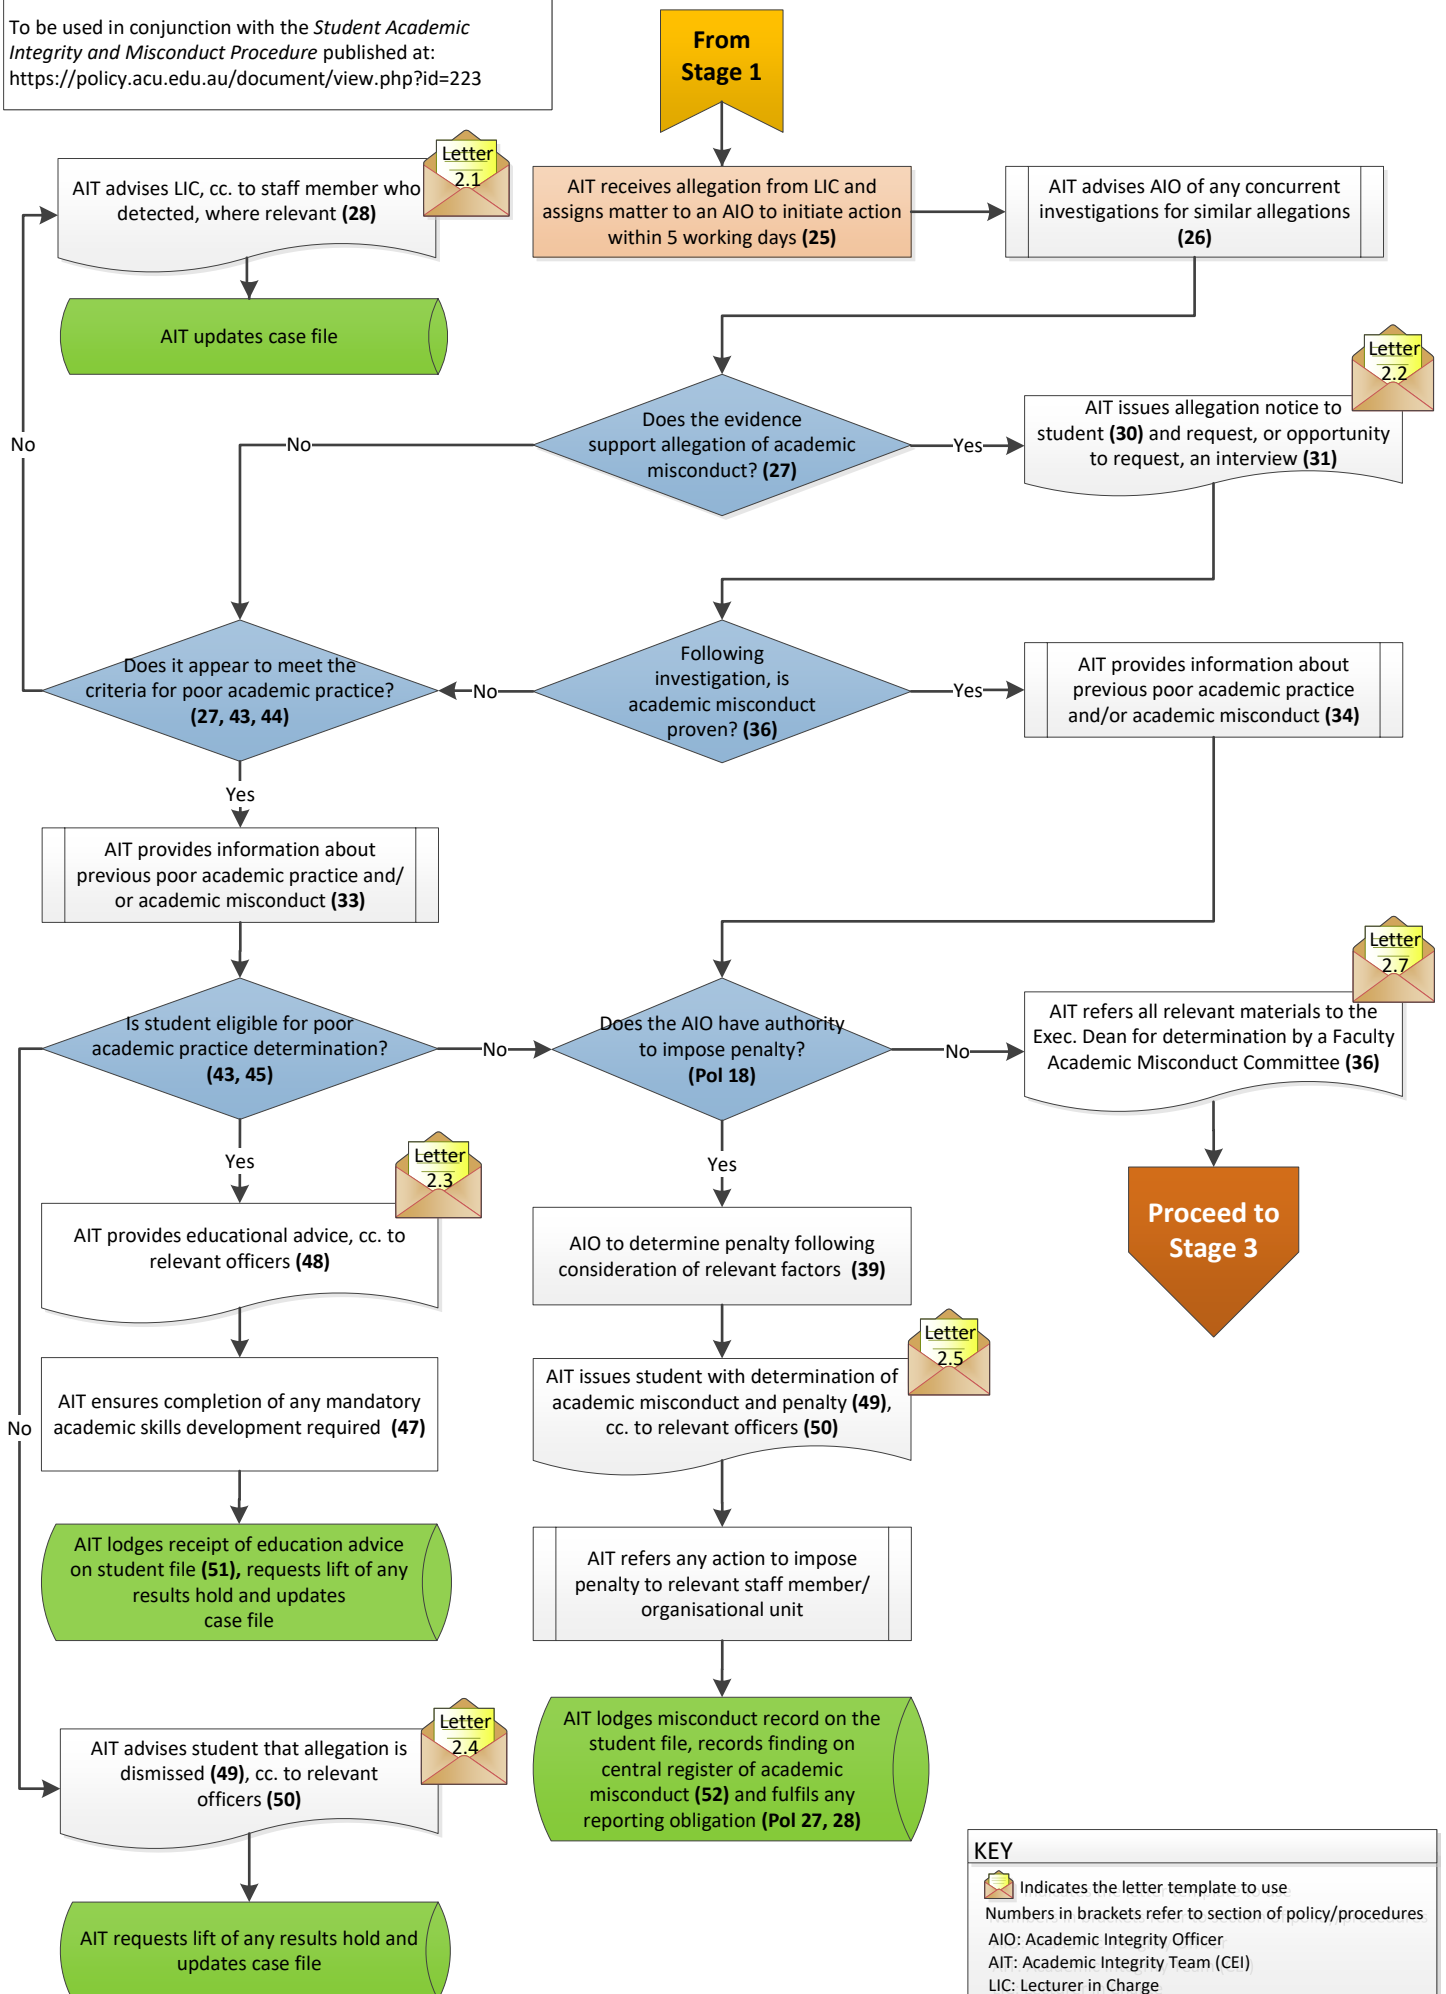 To be used in conjunction with the Student Academic
Integrity and Misconduct Procedure published at:
https://policy.acu.edu.au/document/view.php?id=223
From
Stage 1
Letter
2.1
AIT advises LIC, cc. to staff member who
detected, where relevant (28)
AIT receives allegation from LIC and
assigns matter to an AIO to initiate action
within 5 working days (25)
AIT advises AIO of any concurrent
investigations for similar allegations
(26)
AIT updates case file
Letter
2.2
No
No
Does the evidence
support allegation of academic
misconduct? (27)
Yes
AIT issues allegation notice to
student (30) and request, or opportunity
to request, an interview (31)
Does it appear to meet the
criteria for poor academic practice?
(27, 43, 44)
No
Following
investigation, is
academic misconduct
proven? (36)
Yes
AIT provides information about
previous poor academic practice
and/or academic misconduct (34)
Yes
AIT provides information about
previous poor academic practice and/
or academic misconduct (33)
Letter
2.7
Is student eligible for poor
academic practice determination?
(43, 45)
No
Does the AIO have authority
to impose penalty?
(Pol 18)
No
AIT refers all relevant materials to the
Exec. Dean for determination by a Faculty
Academic Misconduct Committee (36)
Yes
Letter
2.3
Yes
Proceed to
Stage 3
AIT provides educational advice, cc. to
relevant officers (48)
AIO to determine penalty following
consideration of relevant factors (39)
Letter
2.5
No
AIT ensures completion of any mandatory
academic skills development required (47)
AIT issues student with determination of
academic misconduct and penalty (49),
cc. to relevant officers (50)
AIT lodges receipt of education advice
on student file (51), requests lift of any
results hold and updates
case file
AIT refers any action to impose
penalty to relevant staff member/
organisational unit
Letter
2.4
AIT advises student that allegation is
dismissed (49), cc. to relevant
officers (50)
AIT lodges misconduct record on the
student file, records finding on
central register of academic
misconduct (52) and fulfils any
reporting obligation (Pol 27, 28)
AIT requests lift of any results hold and
updates case file
KEY
Indicates the letter template to use
Numbers in brackets refer to section of policy/procedures
AIO: Academic Integrity Officer
AIT: Academic Integrity Team (CEI)
LIC: Lecturer in Charge